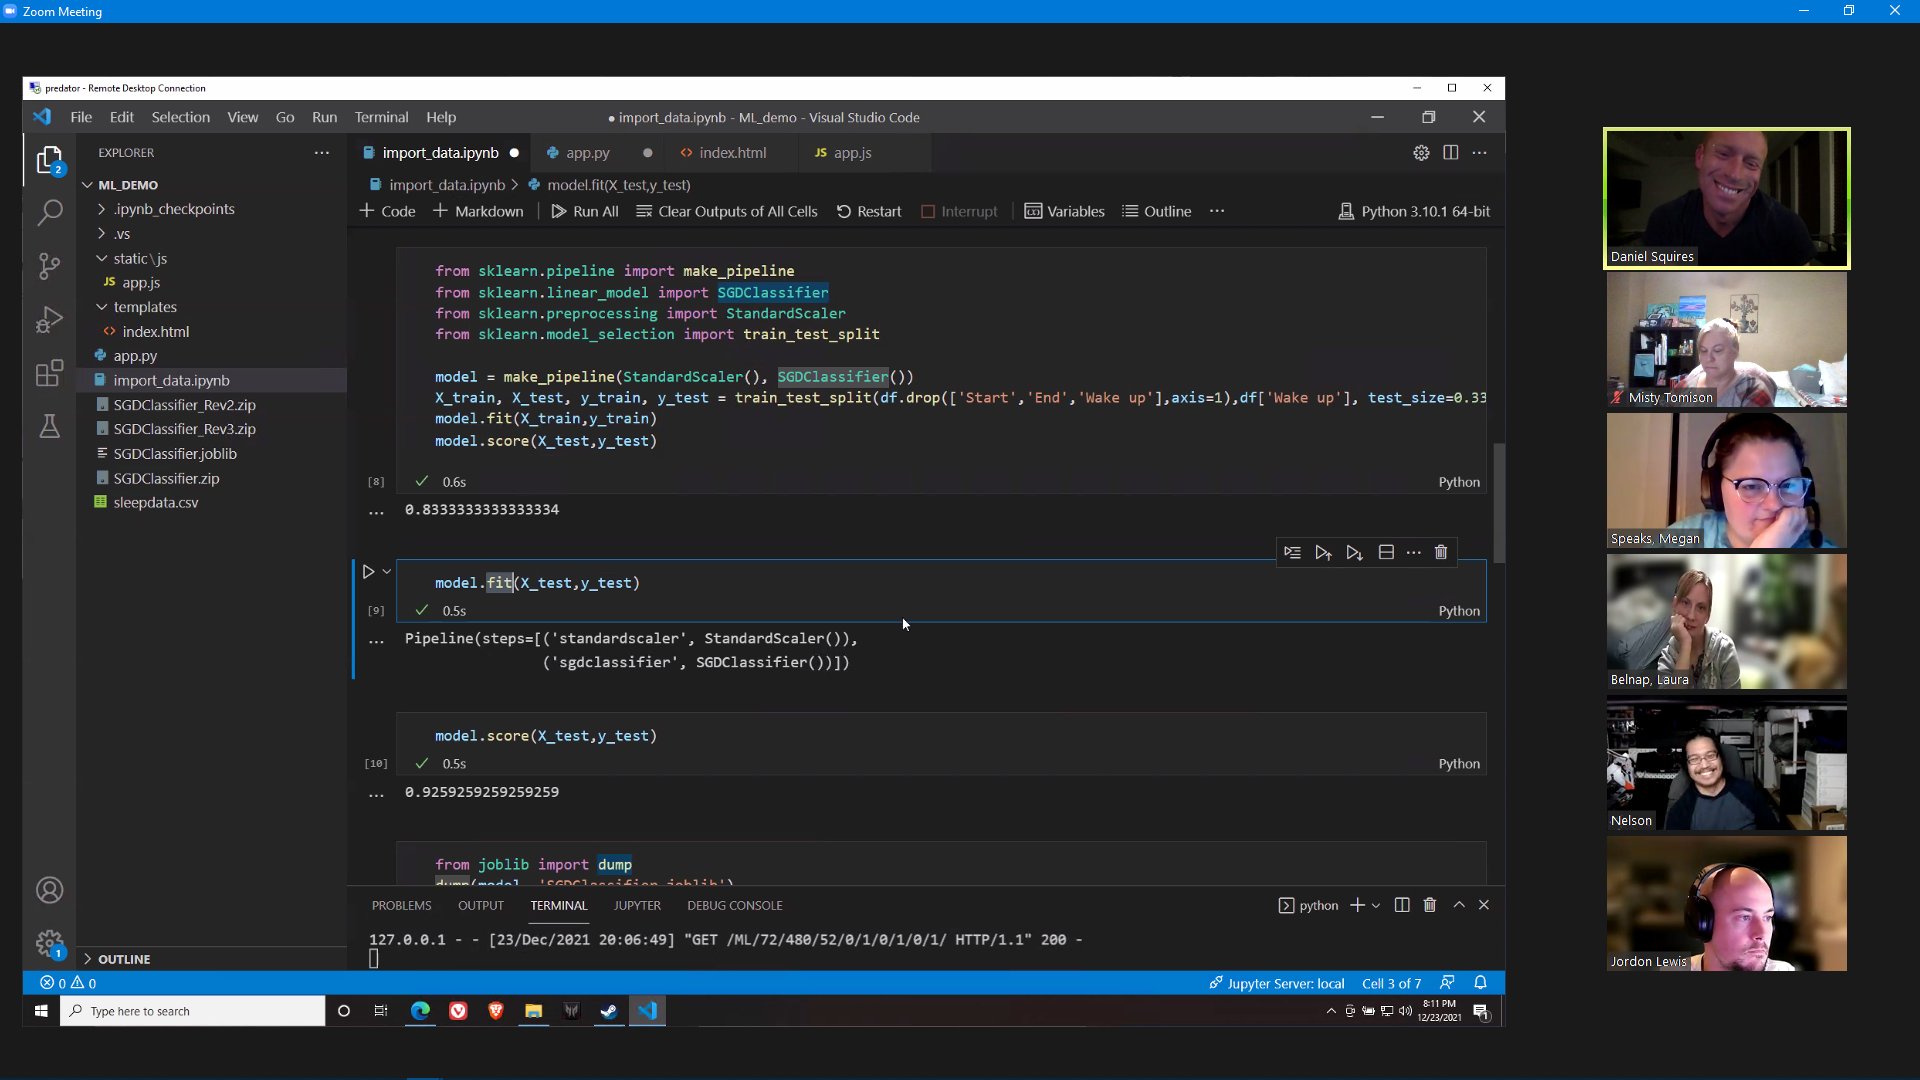 Zoom Meeting
predator - Remote Desktop Connection
File Edit Selection View Go Run Terminal Help
● import_data.ipynb - ML_demo - Visual Studio Code
EXPLORER
import_data.ipynb
app.py
index.html
JS app.js
ML_DEMO
import_data.ipynb > model.fit(X_test,y_test)
.ipynb_checkpoints
+ Code + Markdown Run All Clear Outputs of All Cells Restart Interrupt Variables Outline ··· Python 3.10.1 64-bit
.vs
static\js
JS app.js
templates
index.html
app.py
import_data.ipynb
SGDClassifier_Rev2.zip
SGDClassifier_Rev3.zip
SGDClassifier.joblib
SGDClassifier.zip
sleepdata.csv
2
1
OUTLINE
from sklearn.pipeline import make_pipeline
from sklearn.linear_model import SGDClassifier
from sklearn.preprocessing import StandardScaler
from sklearn.model_selection import train_test_split
model = make_pipeline(StandardScaler(), SGDClassifier())
X_train, X_test, y_train, y_test = train_test_split(df.drop(['Start','End','Wake up'],axis=1),df['Wake up'], test_size=0.33
model.fit(X_train,y_train)
model.score(X_test,y_test)
[8] 0.6s Python
0.8333333333333334
model.fit(X_test,y_test)
[9] 0.5s Python
Pipeline(steps=[('standardscaler', StandardScaler()),
('sgdclassifier', SGDClassifier())])
model.score(X_test,y_test)
[10] 0.5s Python
0.9259259259259259
from joblib import dump
dump(model, 'SGDClassifier.joblib')
PROBLEMS OUTPUT TERMINAL JUPYTER DEBUG CONSOLE
python
127.0.0.1 - - [23/Dec/2021 20:06:49] "GET /ML/72/480/52/0/1/0/1/0/1/ HTTP/1.1" 200 -
0 0
Jupyter Server: local Cell 3 of 7
Type here to search
8:11 PM
12/23/2021
1
Daniel Squires
Misty Tomison
Speaks, Megan
Belnap, Laura
Nelson
Jordon Lewis